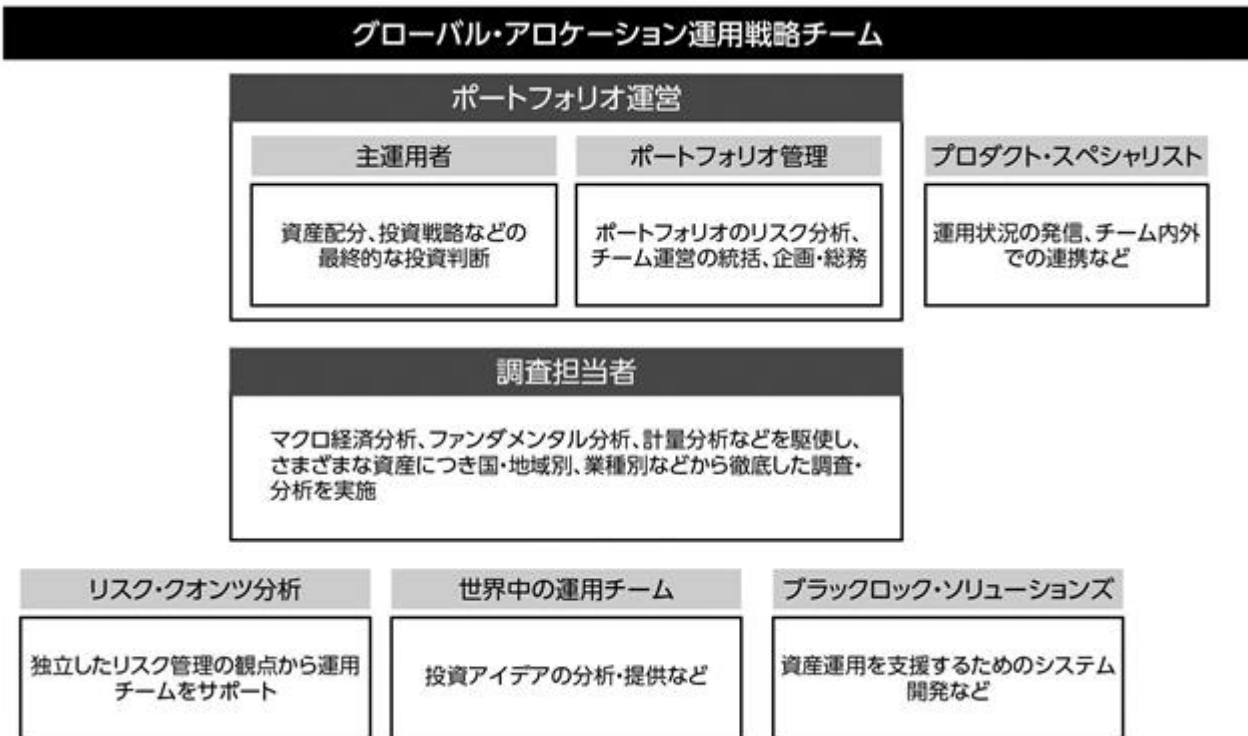 グローバル・アロケーション運用戦略チーム
ポートフォリオ運営
主運用者
資産配分、投資戦略などの
最終的な投資判断
ポートフォリオ管理
ポートフォリオのリスク分析、
チーム運営の統括、企画・総務
プロダクト・スペシャリスト
運用状況の発信、チーム内外
での連携など
調査担当者
マクロ経済分析、ファンダメンタル分析、計量分析などを駆使し、
さまざまな資産につき国・地域別、業種別などから徹底した調査・
分析を実施
リスク・クオンツ分析
独立したリスク管理の観点から運用
チームをサポート
世界中の運用チーム
投資アイデアの分析・提供など
ブラックロック・ソリューションズ
資産運用を支援するためのシステム
開発など